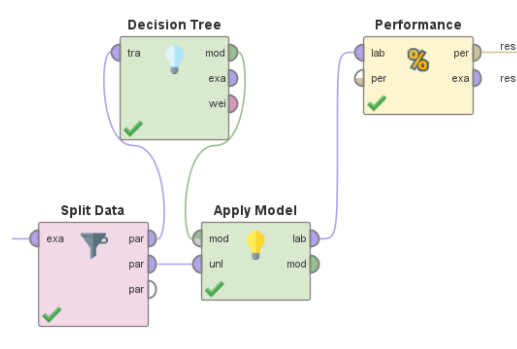 Decision Tree
tra mod
exa
wei
Performance
lab per res
per exa res
%
Split Data
exa par
par
par
Apply Model
mod lab
unl mod